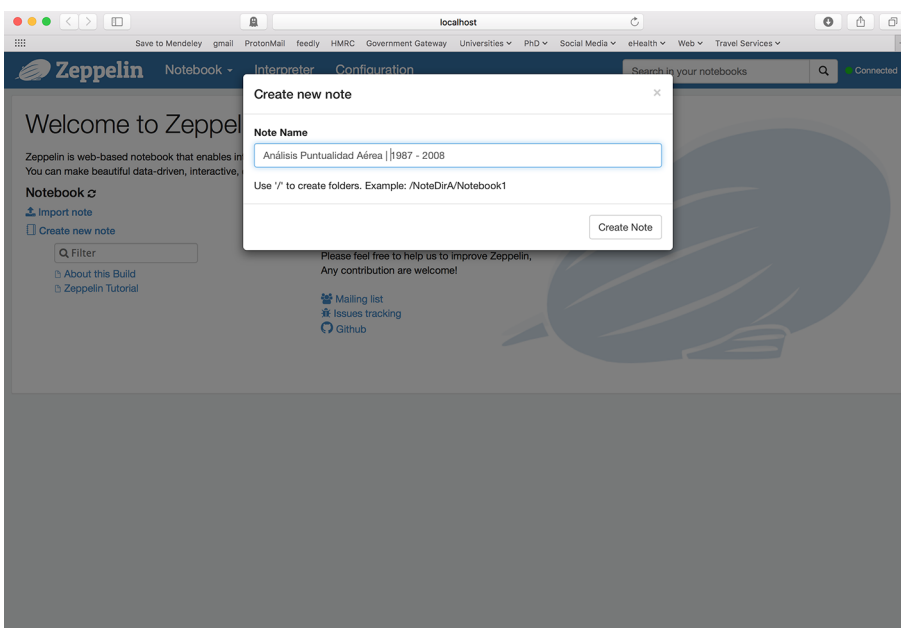 localhost
Save to Mendeley gmail ProtonMail feedly HMRC Government Gateway Universities PhD Social Media eHealth Web Travel Services
Zeppelin Notebook Interpreter Configuration Search in your notebooks Connected
Create new note ×
Note Name
Análisis Puntualidad Aérea | 1987 - 2008
Use '/' to create folders. Example: /NoteDirA/Notebook1
Create Note
Welcome to Zeppel
Zeppelin is web-based notebook that enables in
You can make beautiful data-driven, interactive,
Notebook
Import note
Create new note
Filter
About this Build
Zeppelin Tutorial
Please feel free to help us to improve Zeppelin,
Any contribution are welcome!
Mailing list
Issues tracking
Github